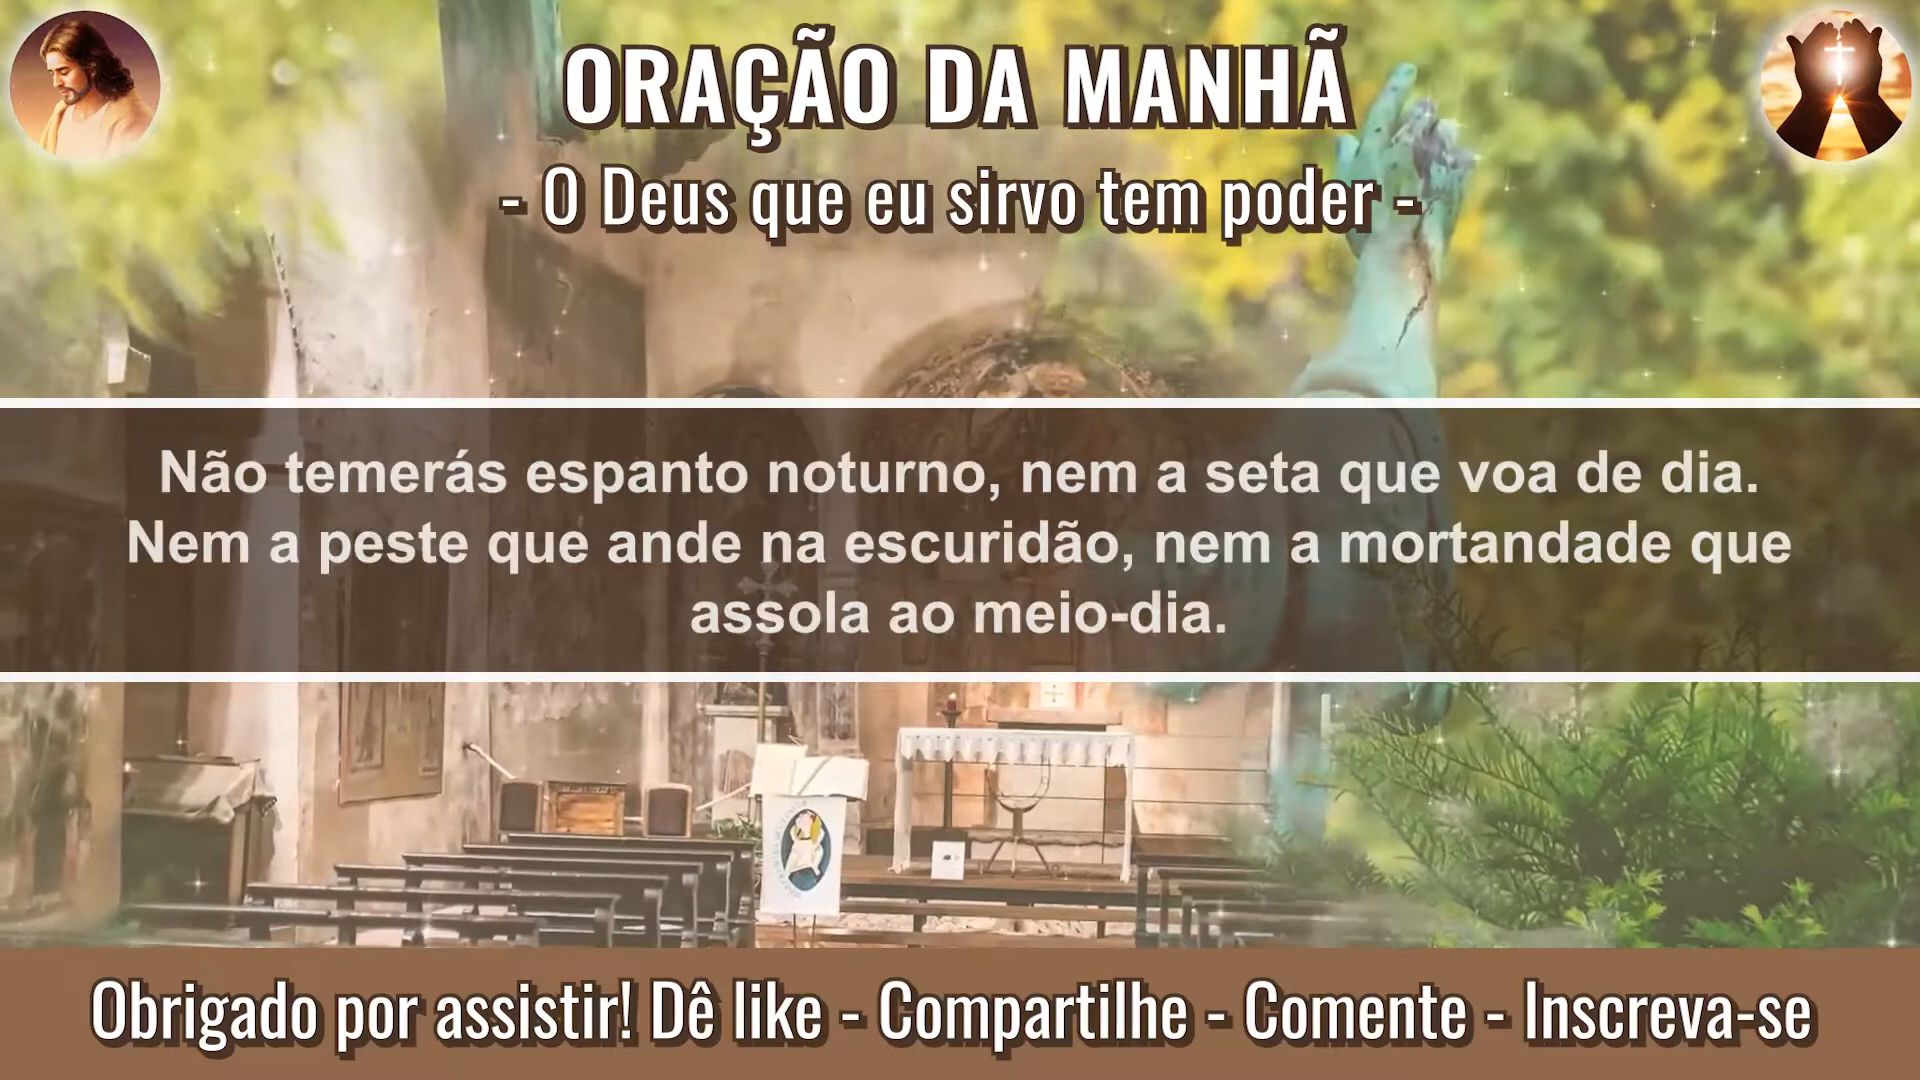 ORAÇÃO DA MANHÃ
- O Deus que eu sirvo tem poder -
Não temerás espanto noturno, nem a seta que voa de dia.
Nem a peste que ande na escuridão, nem a mortandade que
assola ao meio-dia.
Obrigado por assistir! Dê like - Compartilhe - Comente - Inscreva-se